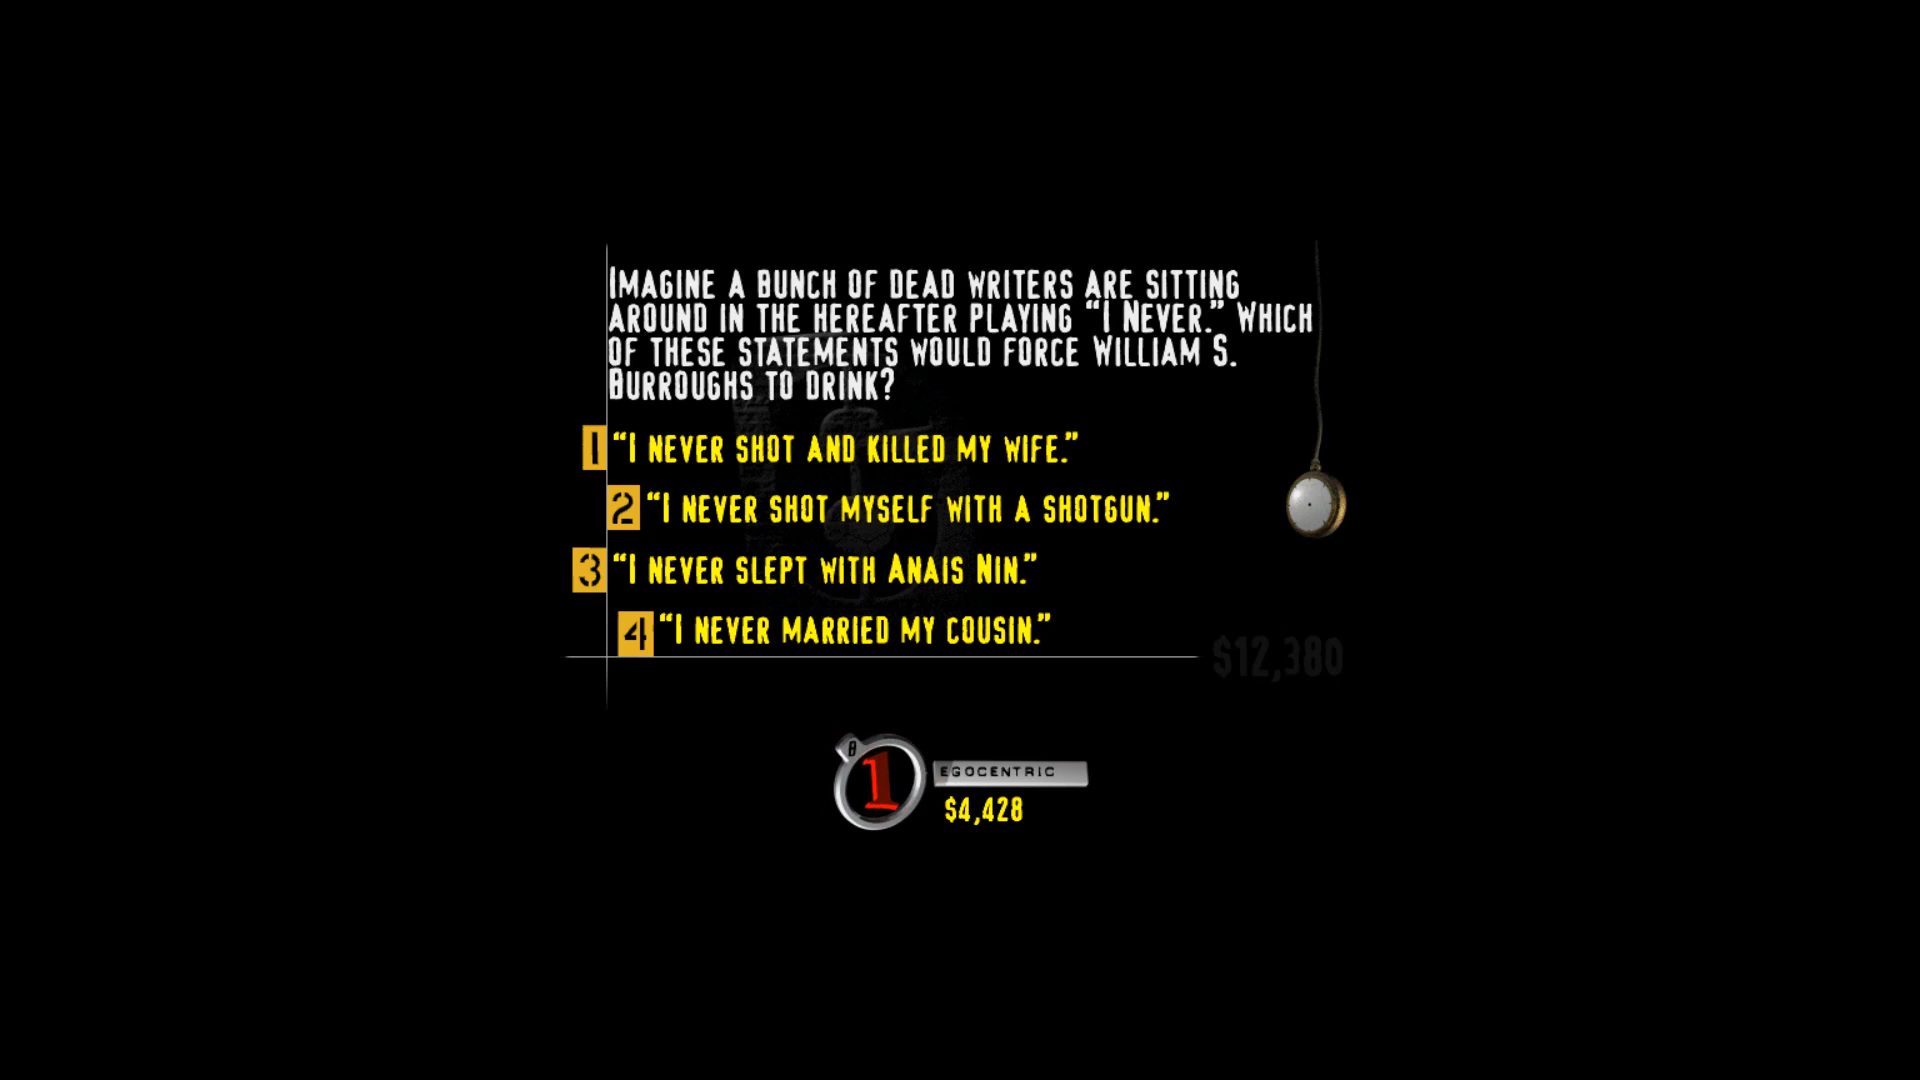 Imagine a bunch of dead writers are sitting
around in the hereafter playing “I Never.” Which
of these statements would force William S.
Burroughs to drink?
1 “I never shot and killed my wife.”
2 “I never shot myself with a shotgun.”
3 “I never slept with Anais Nin.”
4 “I never married my cousin.”
$12,380
1 EGOCENTRIC
$4,428